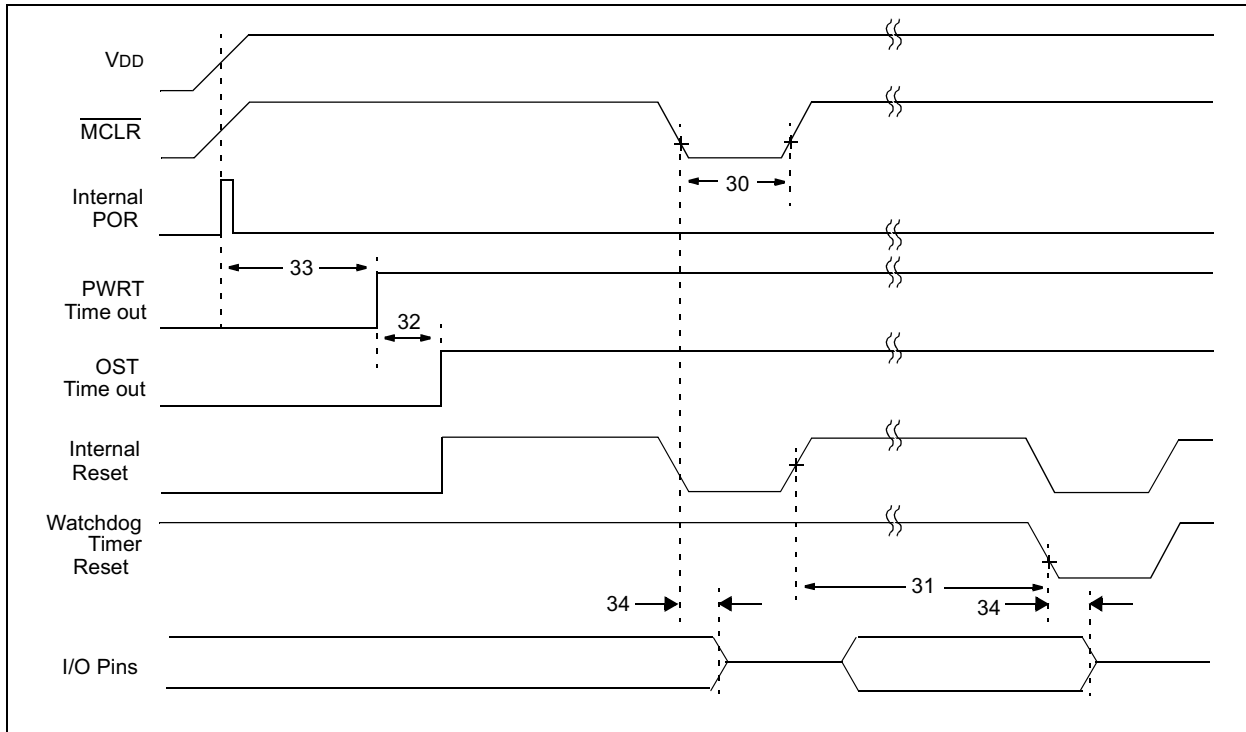 VDD
MCLR
30
Internal
POR
33
PWRT
Time out
32
OST
Time out
Internal
Reset
Watchdog
Timer
Reset
31
34
34
I/O Pins